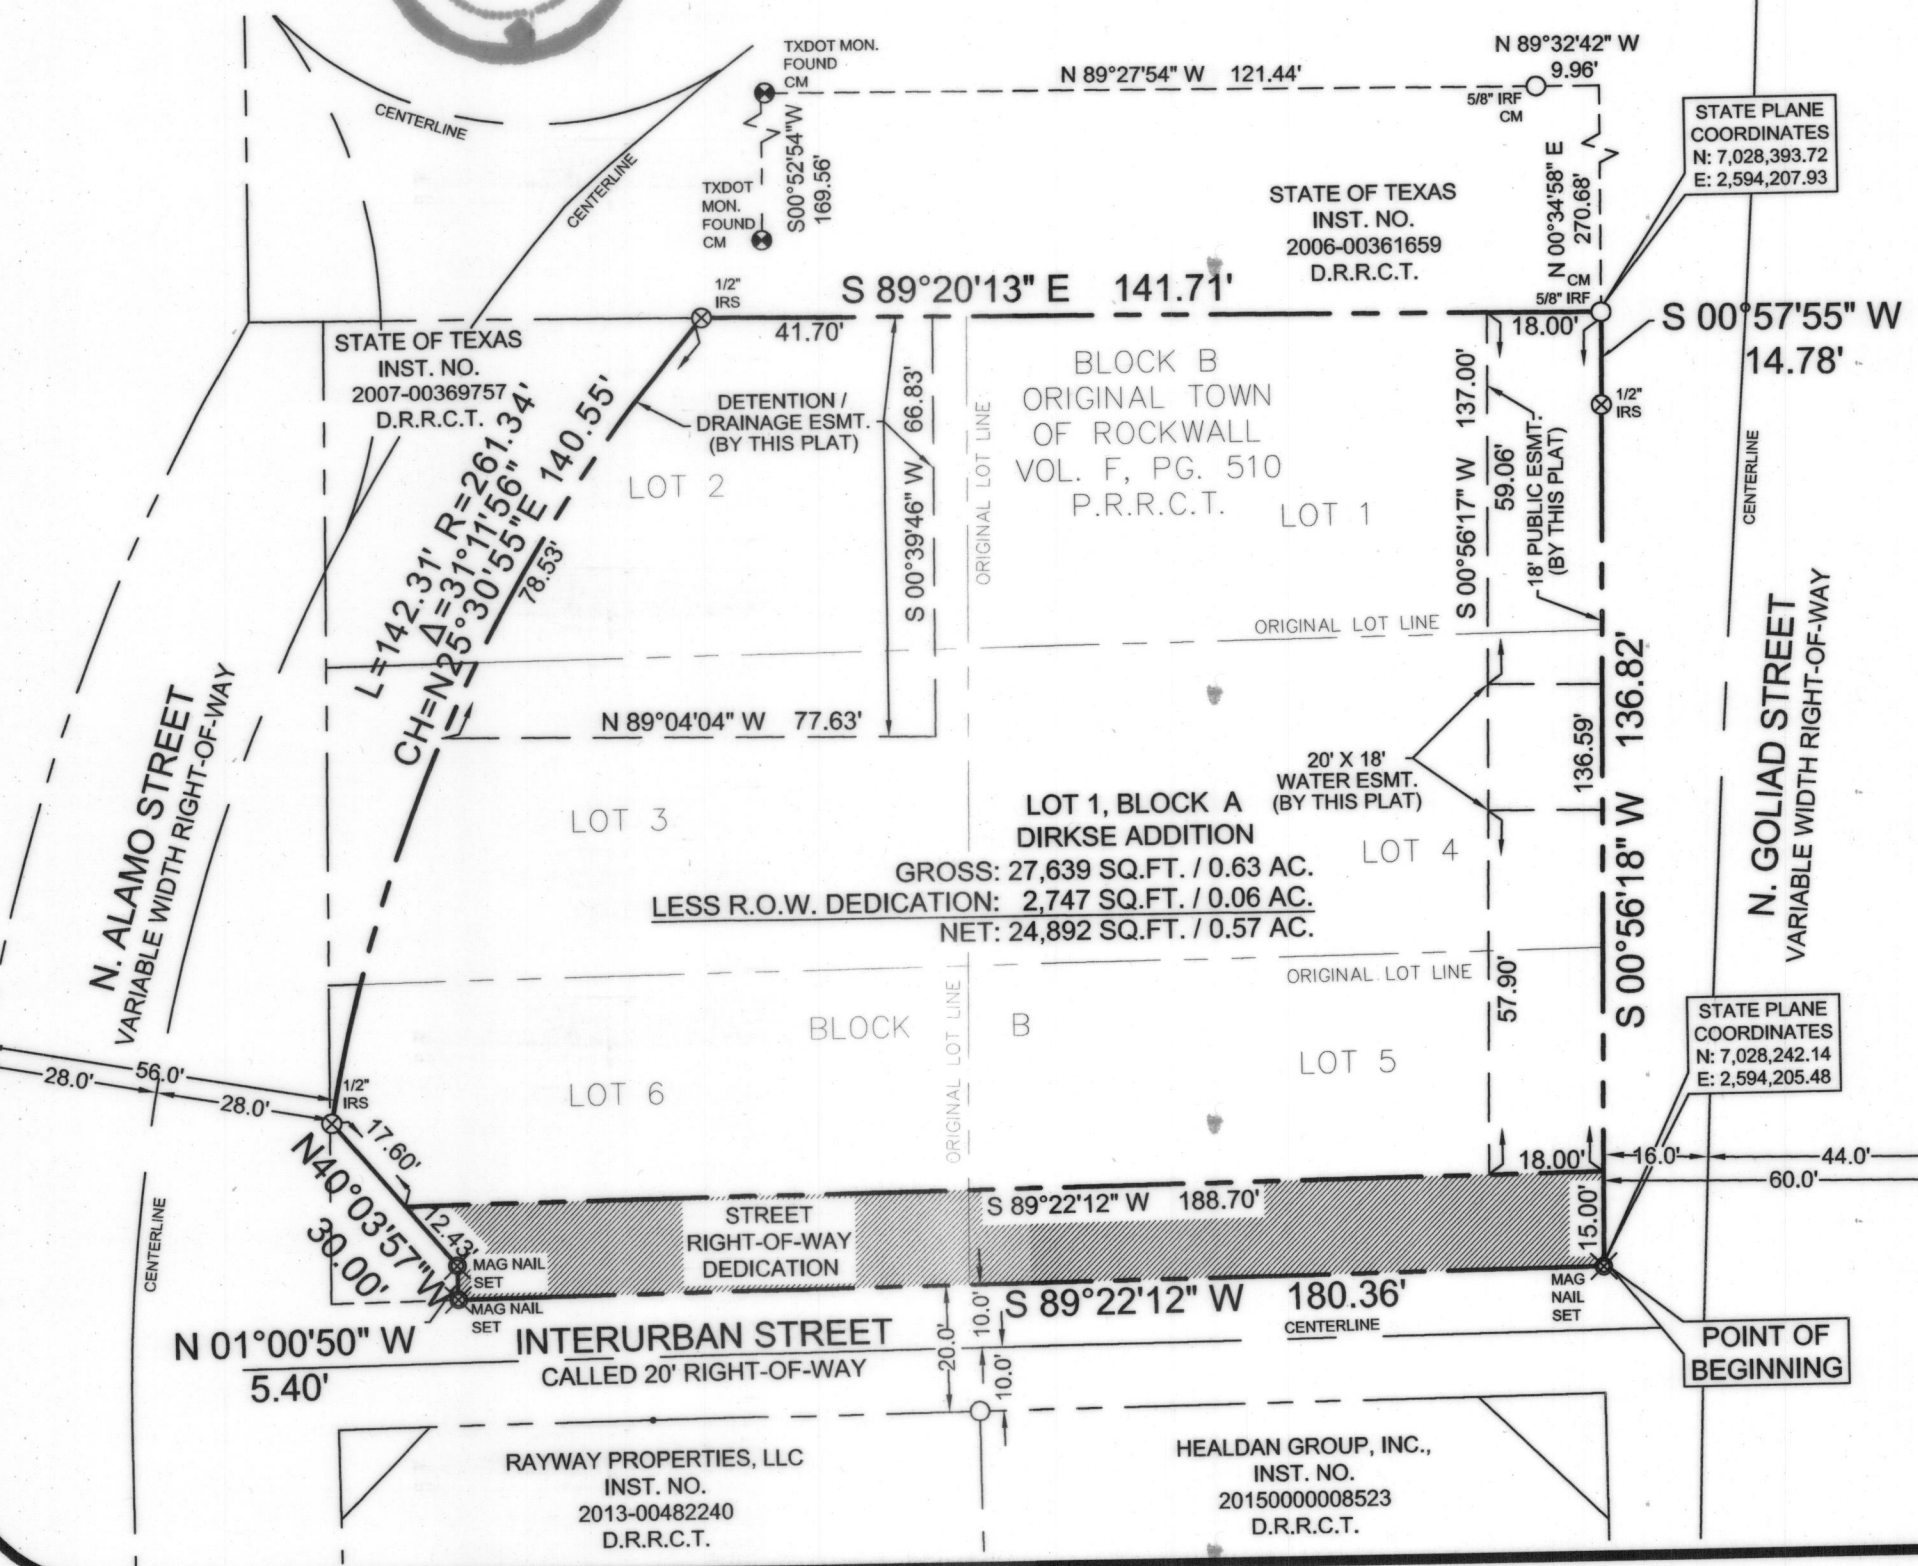 TXDOT MON.
FOUND
CM
N 89°27'54" W 121.44'
N 89°32'42" W
9.96'
5/8" IRF
CM
STATE PLANE
COORDINATES
N: 7,028,393.72
E: 2,594,207.93
CENTERLINE
CENTERLINE
S00°52'54"W
169.56'
TXDOT
MON.
FOUND
CM
STATE OF TEXAS
INST. NO.
2006-00361659
D.R.R.C.T.
N 00°34'58" E
270.68'
CM
5/8" IRF
1/2"
IRS
S 89°20'13" E 141.71'
41.70'
18.00'
S 00°57'55" W
14.78'
STATE OF TEXAS
INST. NO.
2007-00369757
D.R.R.C.T.
DETENTION /
DRAINAGE ESMT.
(BY THIS PLAT)
S 00°39'46" W 66.83'
ORIGINAL LOT LINE
BLOCK B
ORIGINAL TOWN
OF ROCKWALL
VOL. F, PG. 510
P.R.R.C.T.
S 00°56'17" W 137.00'
59.06'
18' PUBLIC ESMT.
(BY THIS PLAT)
1/2"
IRS
CENTERLINE
L=142.31' R=261.34'
Δ=31°11'56"
CH=N25°30'55"E 140.55'
78.53'
LOT 2
LOT 1
ORIGINAL LOT LINE
N. ALAMO STREET
VARIABLE WIDTH RIGHT-OF-WAY
N 89°04'04" W 77.63'
20' X 18'
WATER ESMT.
(BY THIS PLAT)
136.59'
S 00°56'18" W 136.82'
N. GOLIAD STREET
VARIABLE WIDTH RIGHT-OF-WAY
LOT 3
LOT 4
LOT 1, BLOCK A
DIRKSE ADDITION
GROSS: 27,639 SQ.FT. / 0.63 AC.
LESS R.O.W. DEDICATION: 2,747 SQ.FT. / 0.06 AC.
NET: 24,892 SQ.FT. / 0.57 AC.
ORIGINAL LOT LINE
57.90'
BLOCK B
ORIGINAL LOT LINE
STATE PLANE
COORDINATES
N: 7,028,242.14
E: 2,594,205.48
LOT 6
LOT 5
56.0'
28.0'
28.0'
1/2"
IRS
17.60'
N40°03'57"W
30.00'
12.43'
18.00'
16.0'
44.0'
60.0'
15.00'
S 89°22'12" W 188.70'
STREET
RIGHT-OF-WAY
DEDICATION
CENTERLINE
MAG NAIL
SET
MAG NAIL
SET
MAG
NAIL
SET
S 89°22'12" W 180.36'
N 01°00'50" W
5.40'
INTERURBAN STREET
CALLED 20' RIGHT-OF-WAY
20.0'
10.0'
10.0'
CENTERLINE
POINT OF
BEGINNING
RAYWAY PROPERTIES, LLC
INST. NO.
2013-00482240
D.R.R.C.T.
HEALDAN GROUP, INC.,
INST. NO.
20150000008523
D.R.R.C.T.